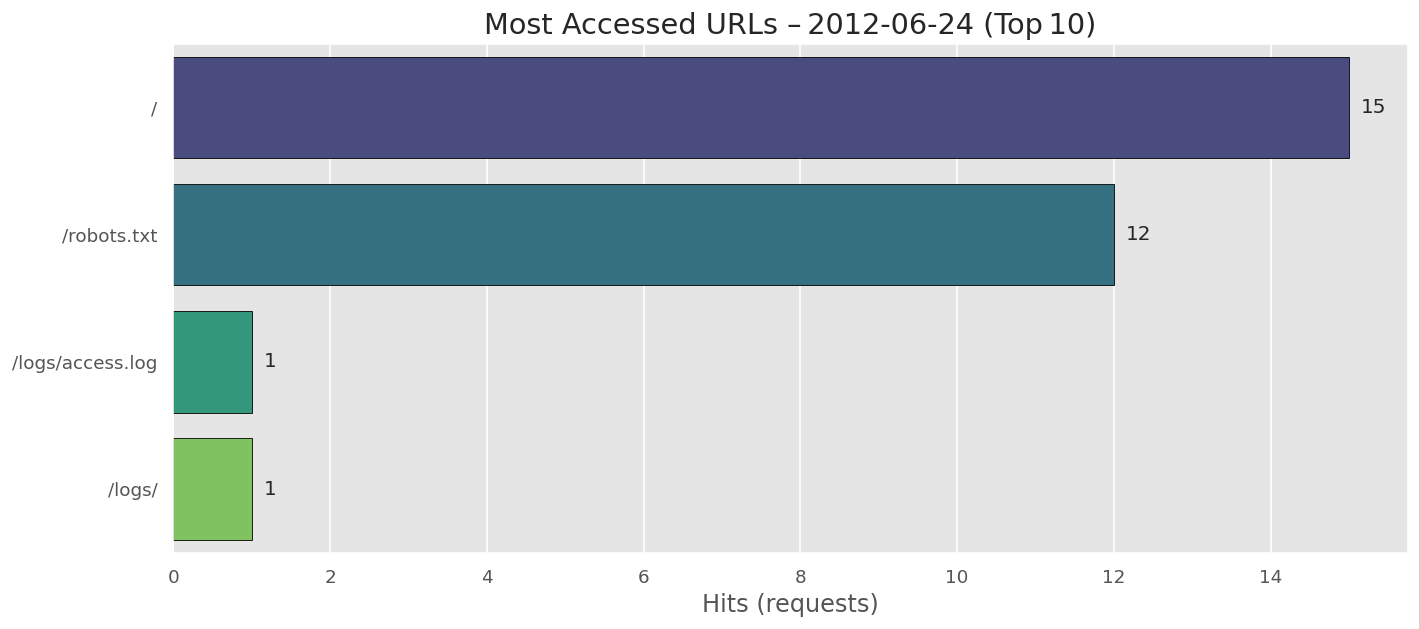 Most Accessed URLs – 2012-06-24 (Top 10)
/
15
/robots.txt
12
/logs/access.log
1
/logs/
1
0 2 4 6 8 10 12 14
Hits (requests)